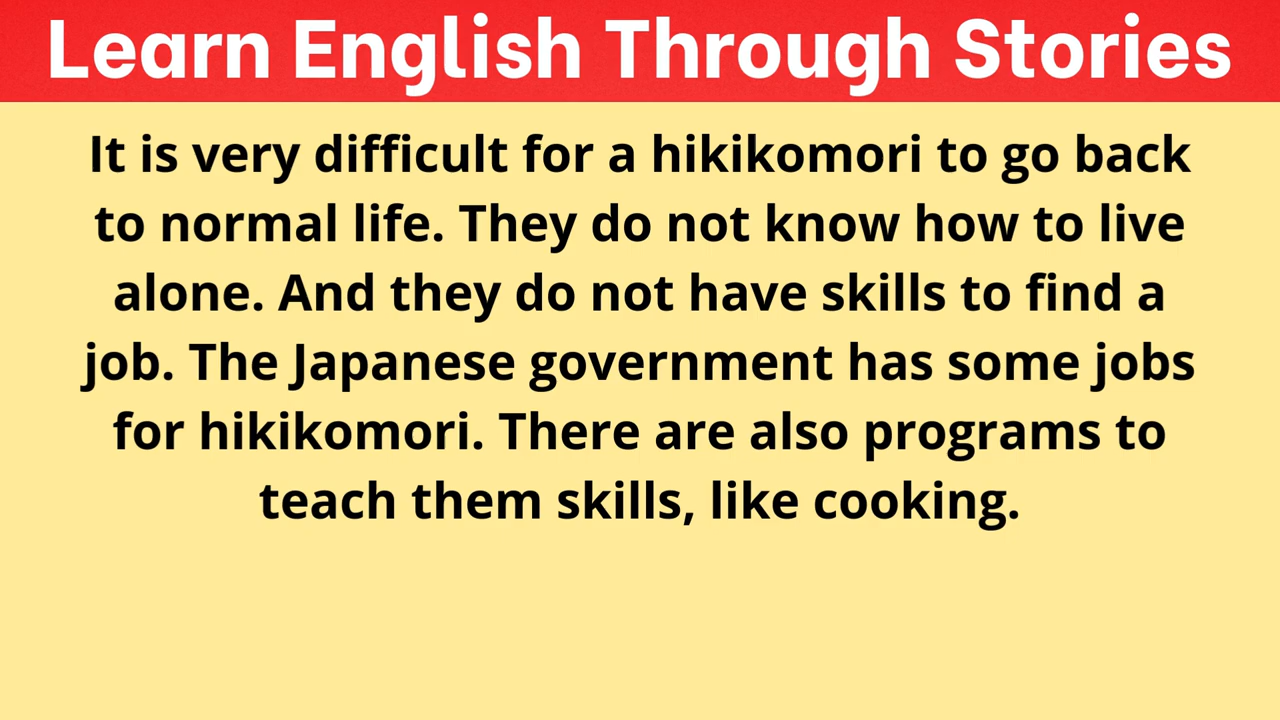 Learn English Through Stories
It is very difficult for a hikikomori to go back
to normal life. They do not know how to live
alone. And they do not have skills to find a
job. The Japanese government has some jobs
for hikikomori. There are also programs to
teach them skills, like cooking.